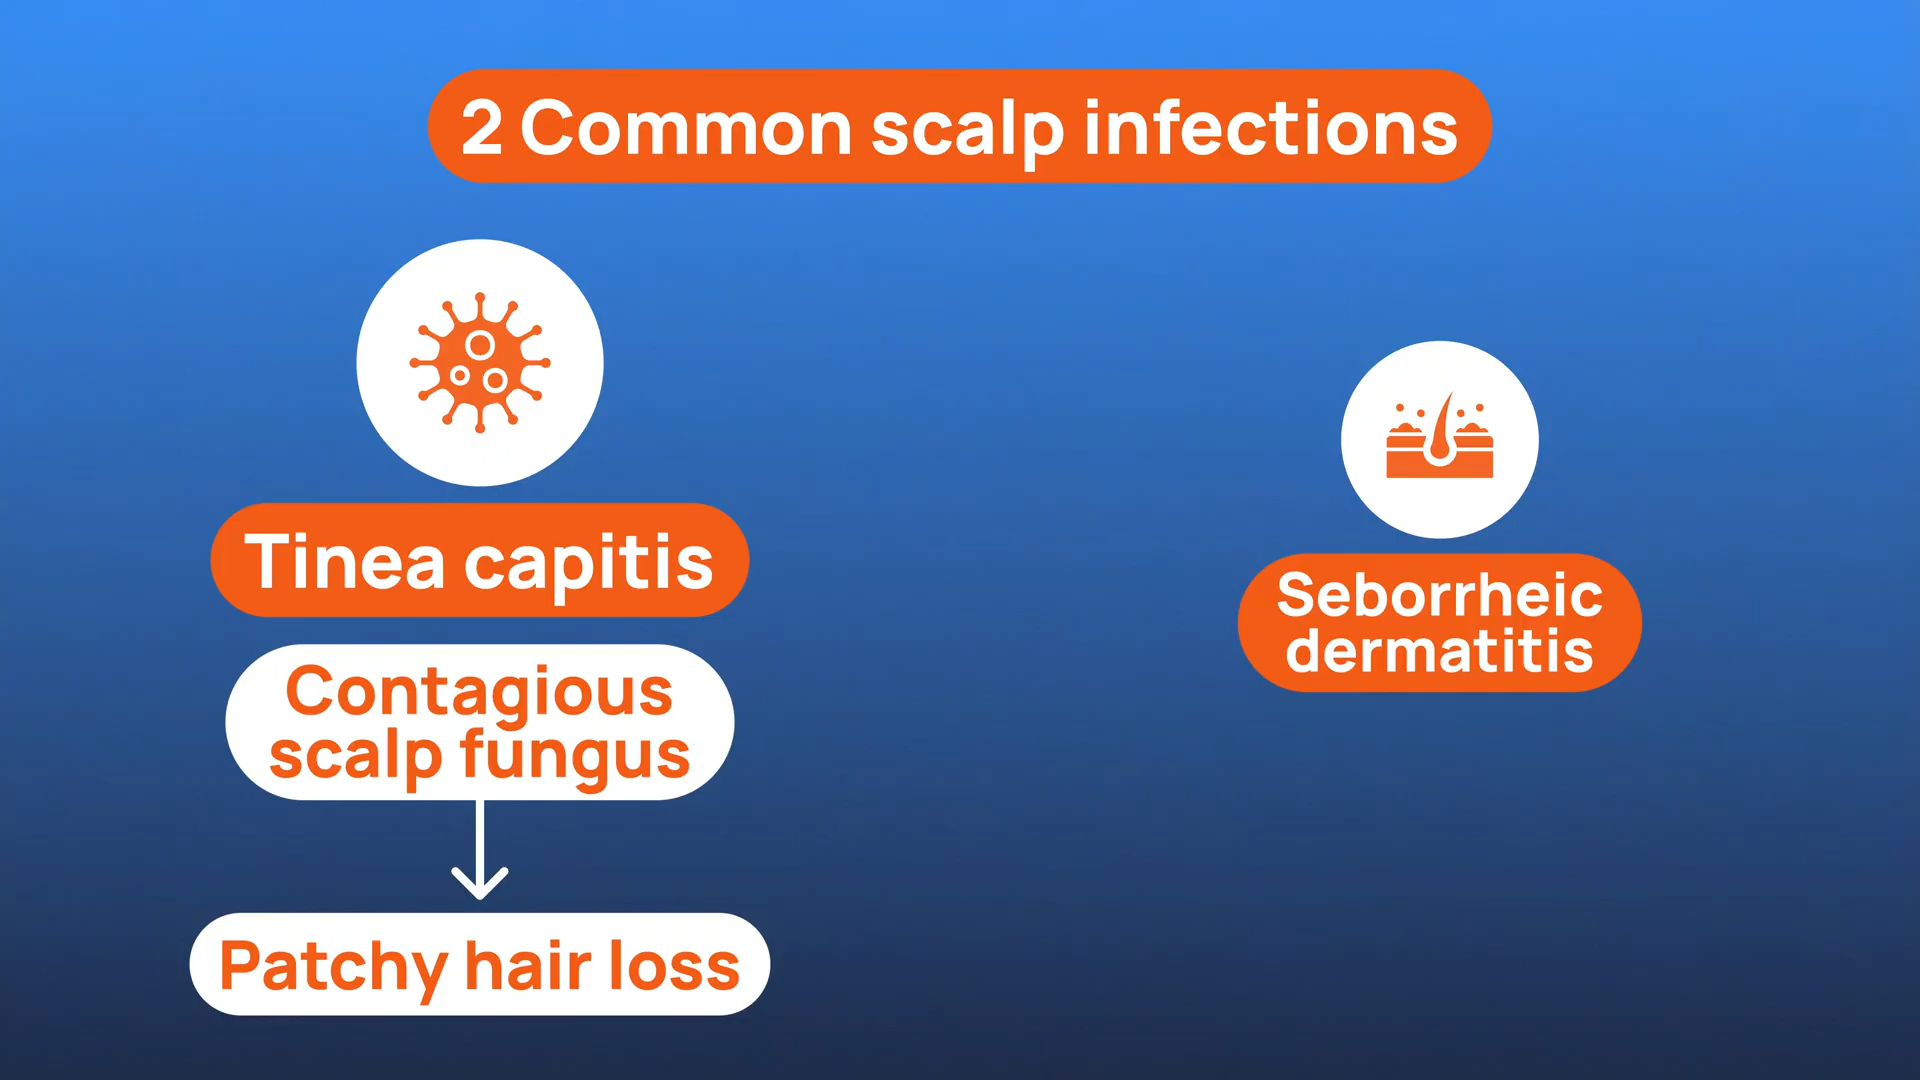 2 Common scalp infections
Tinea capitis
Contagious
scalp fungus
Patchy hair loss
Seborrheic
dermatitis